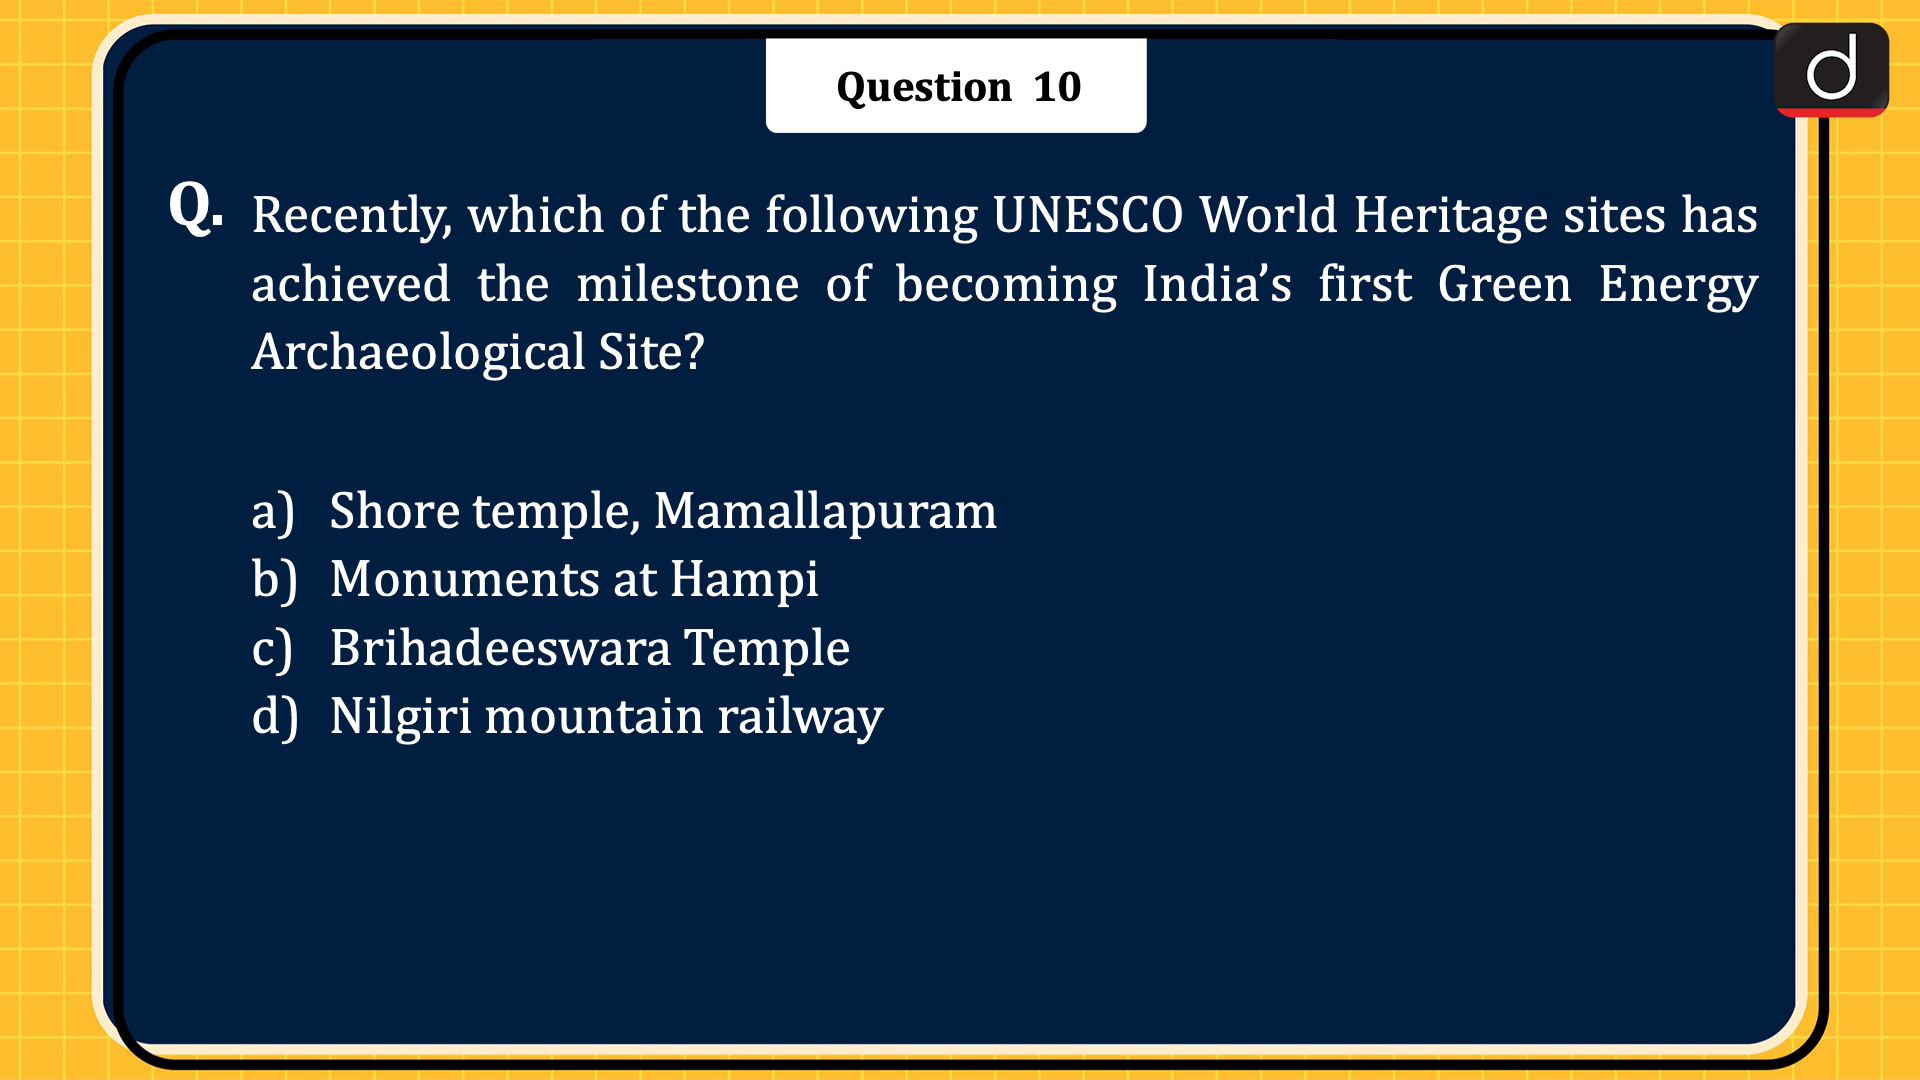 Question 10
Q. Recently, which of the following UNESCO World Heritage sites has
achieved the milestone of becoming India’s first Green Energy
Archaeological Site?
a) Shore temple, Mamallapuram
b) Monuments at Hampi
c) Brihadeeswara Temple
d) Nilgiri mountain railway
d